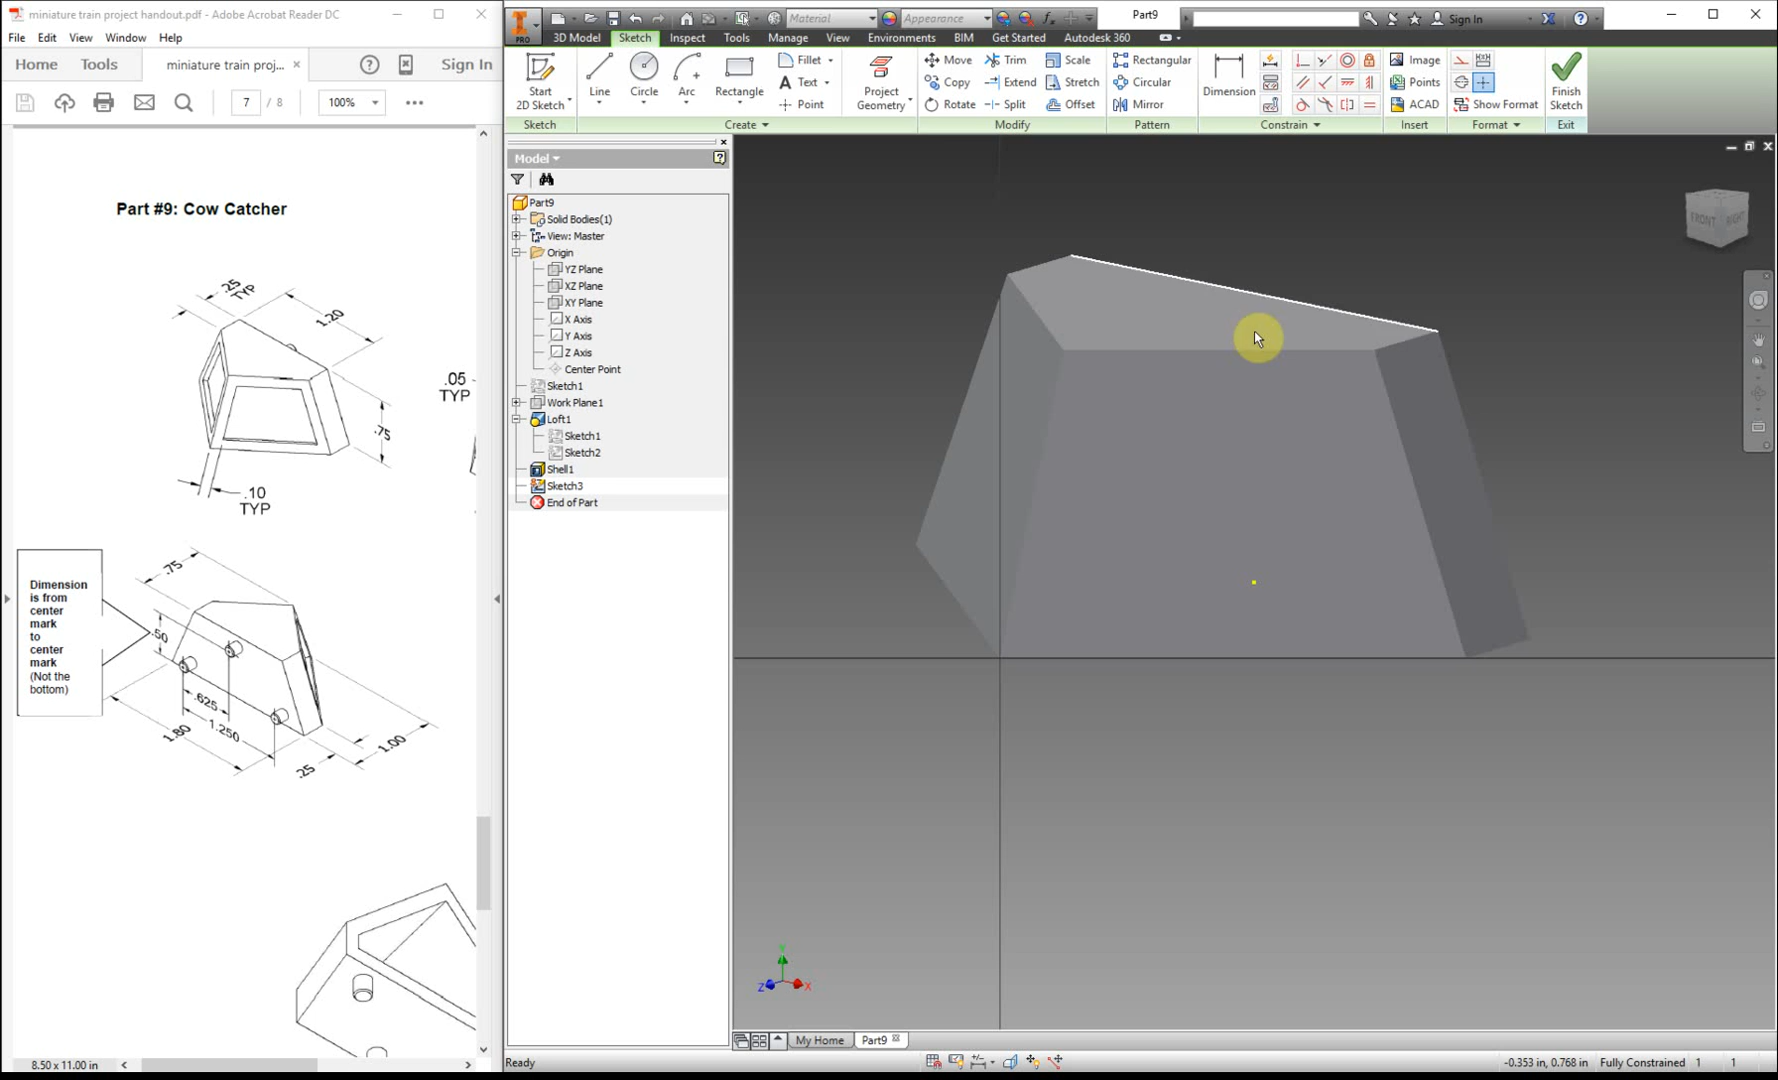 miniature train project handout.pdf - Adobe Acrobat Reader DC
File Edit View Window Help
Home Tools miniature train proj... × Sign In
7 / 8 100%
Part #9: Cow Catcher
.25
TYP
1.20
.75
.10
TYP
.05
TYP
Dimension
is from
center
mark
to
center
mark
(Not the
bottom)
.75
.50
.625
1.250
1.80
.25
1.00
8.50 x 11.00 in
PRO
Material
Appearance
Part9
Sign In
3D Model Sketch Inspect Tools Manage View Environments BIM Get Started Autodesk 360
Start
2D Sketch
Line
Circle
Arc
Rectangle
Fillet
Text
Point
Project
Geometry
Move
Copy
Rotate
Trim
Extend
Split
Scale
Stretch
Offset
Rectangular
Circular
Mirror
Dimension
Image
Points
ACAD
Show Format
Finish
Sketch
Sketch Create Modify Pattern Constrain Insert Format Exit
Model
Part9
Solid Bodies(1)
View: Master
Origin
YZ Plane
XZ Plane
XY Plane
X Axis
Y Axis
Z Axis
Center Point
Sketch1
Work Plane1
Loft1
Sketch1
Sketch2
Shell1
Sketch3
End of Part
FRONT RIGHT
Y
Z X
My Home Part9
Ready
-0.353 in, 0.768 in Fully Constrained 1 1